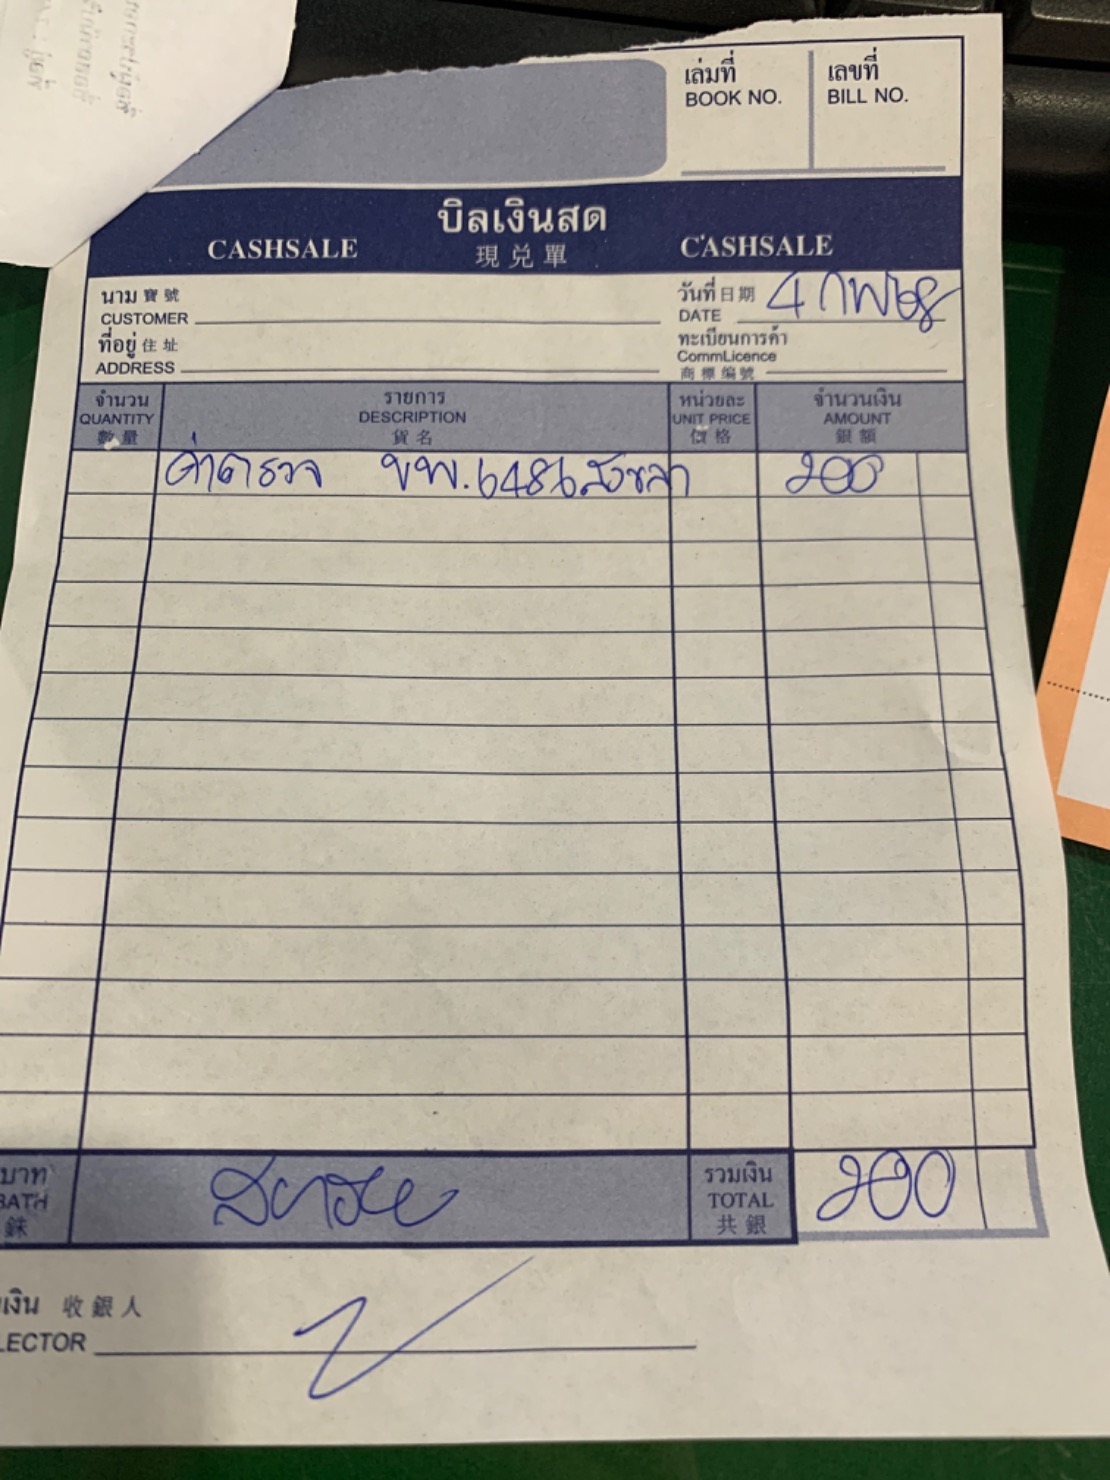 เล่มที่ เลขที่
BOOK NO. BILL NO.
บิลเงินสด
CASHSALE 現兑單 CASHSALE
นาม 寶號 วันที่ 日期 4 กพ 68
CUSTOMER DATE
ที่อยู่ 住址 ทะเบียนการค้า
ADDRESS CommLicence
商標編號
จำนวน รายการ หน่วยละ จำนวนเงิน
QUANTITY DESCRIPTION UNIT PRICE AMOUNT
數量 貨名 價格 銀額
ค่าตรวจ ขพ.6486สงขลา 200
บาท สองร้อย รวมเงิน 200
BATH TOTAL
銖 共銀
เงิน 收銀人
LECTOR